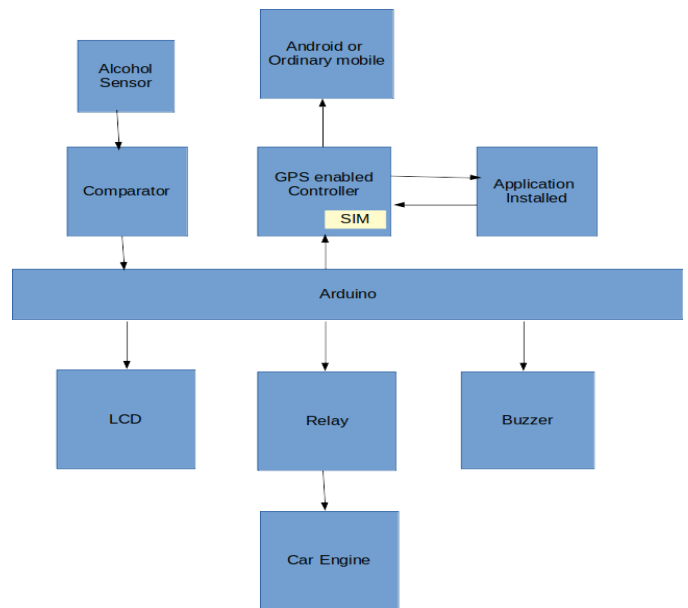 Android or
Ordinary mobile
Alcohol
Sensor
Comparator
GPS enabled
Controller
SIM
Application
Installed
Arduino
LCD
Relay
Buzzer
Car Engine